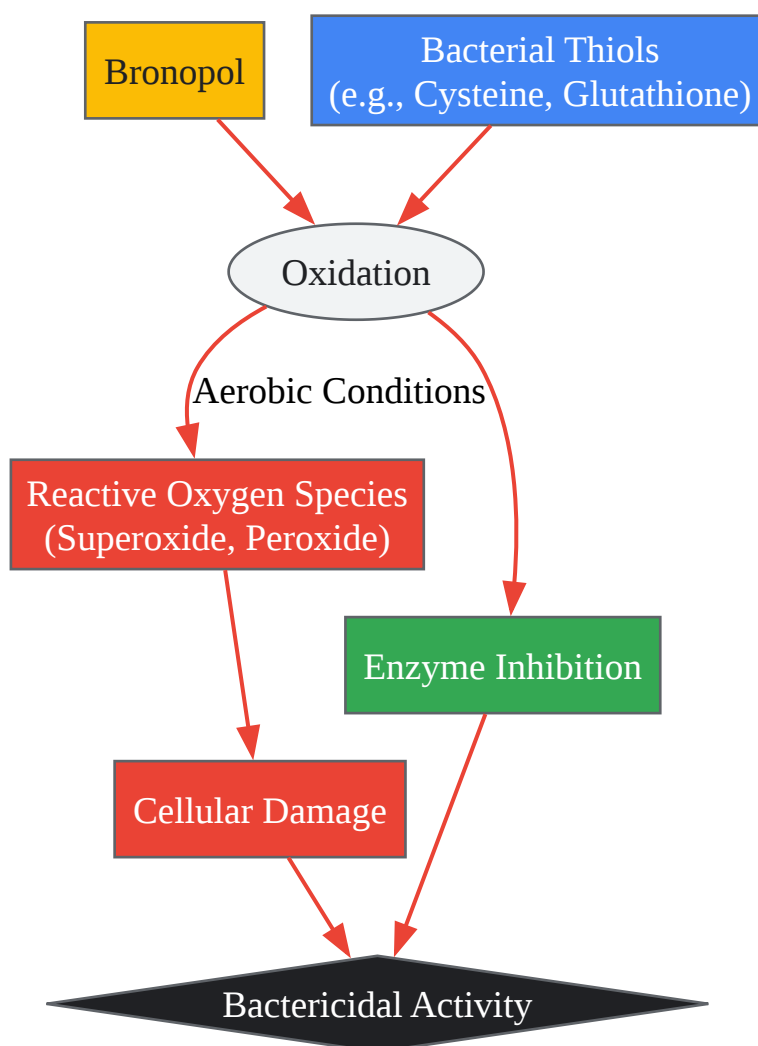 Bronopol
Bacterial Thiols
(e.g., Cysteine, Glutathione)
Oxidation
Aerobic Conditions
Reactive Oxygen Species
(Superoxide, Peroxide)
Enzyme Inhibition
Cellular Damage
Bactericidal Activity